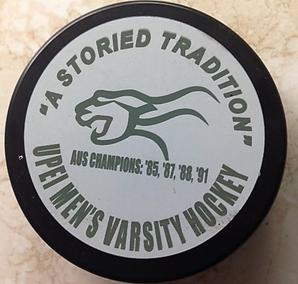 "A STORIED TRADITION"
AUS CHAMPIONS: '85, '87, '88, '91
UPEI MEN'S VARSITY HOCKEY